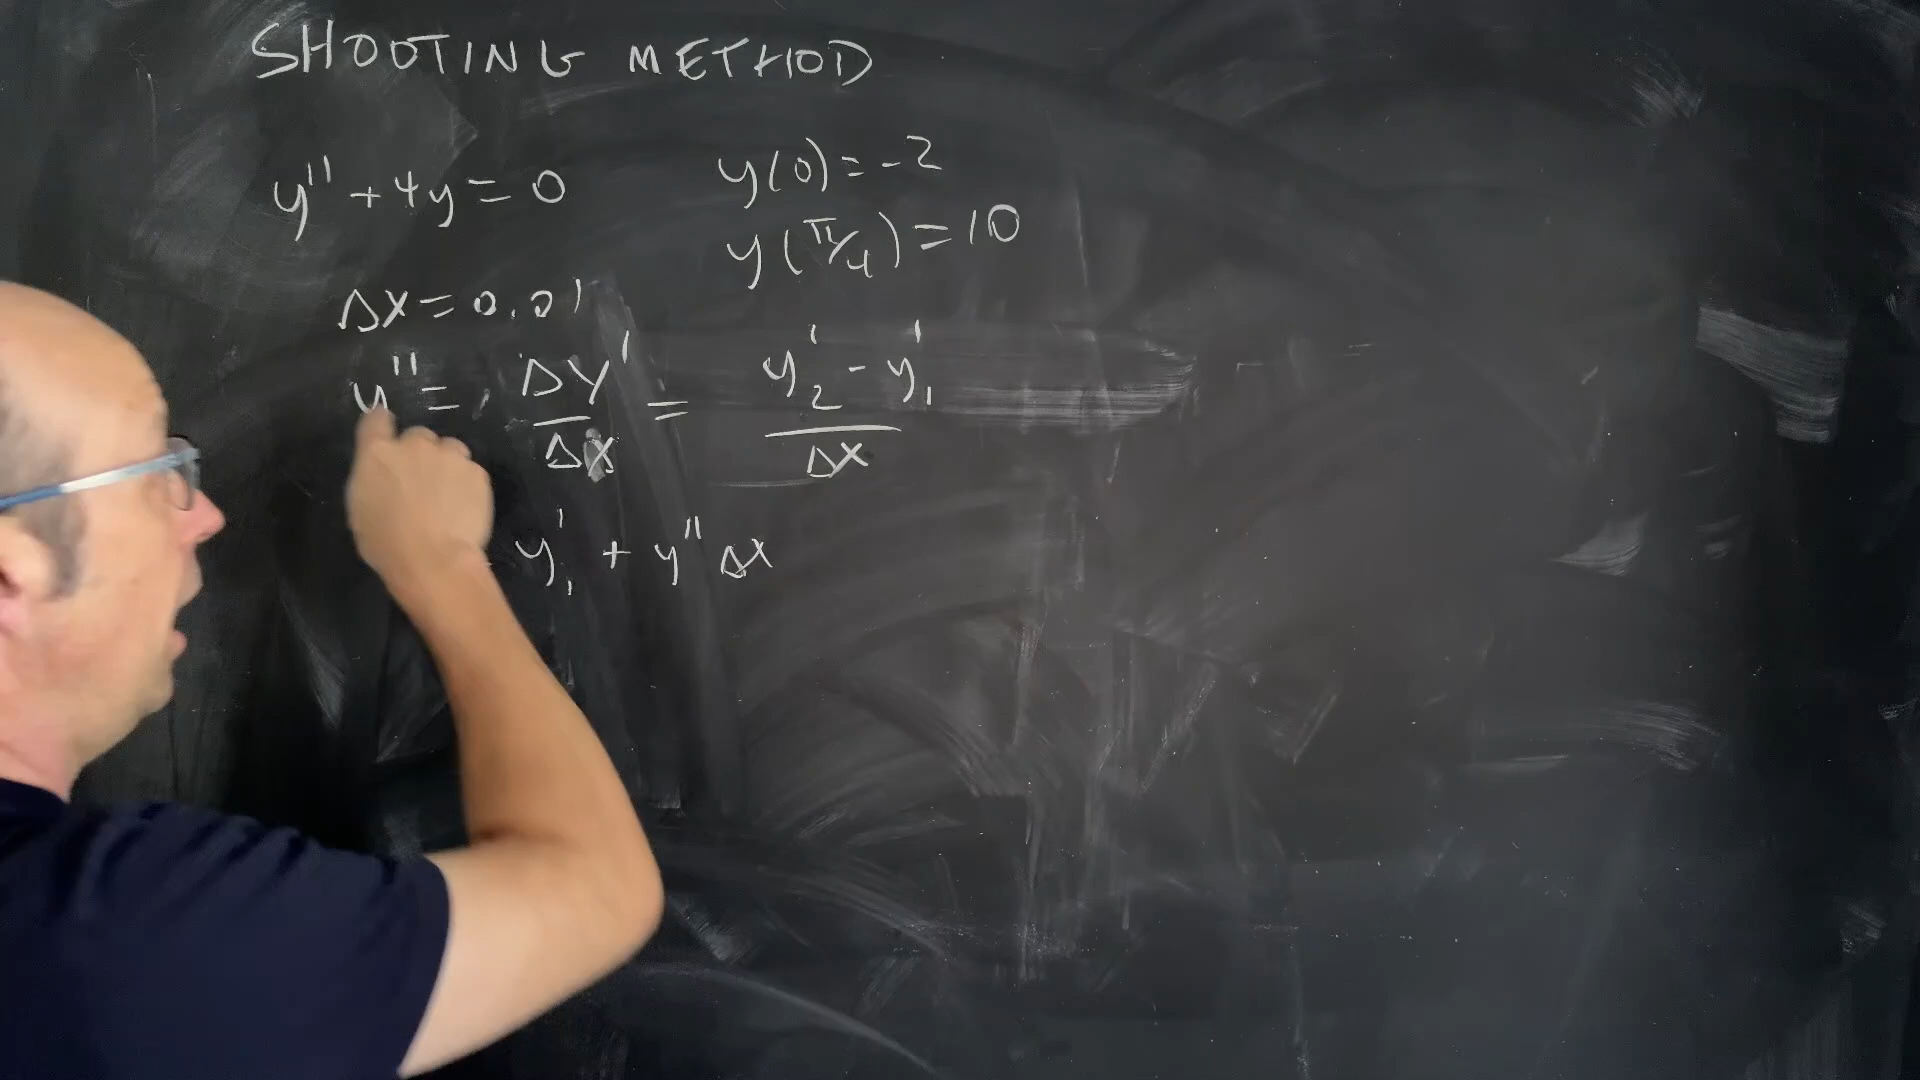 SHOOTING METHOD
y'' + 4y = 0 y(0) = -2
y(π/4) = 10
Δx = 0.01
y'' = Δy'/Δx = (y'₂ - y'₁)/Δx
y'₁ + y'' Δx